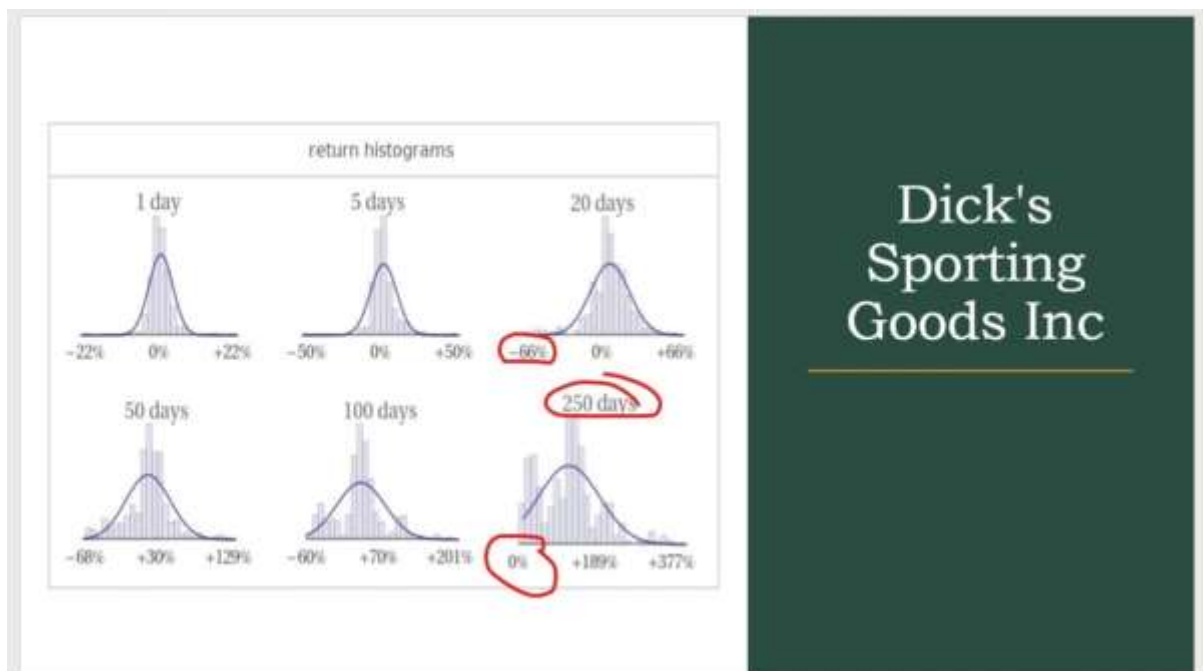 return histograms
1 day
5 days
20 days
−22% 0% +22%
−50% 0% +50%
−66% 0% +66%
50 days
100 days
250 days
−68% +30% +129%
−60% +70% +201%
0% +189% +377%
Dick's
Sporting
Goods Inc